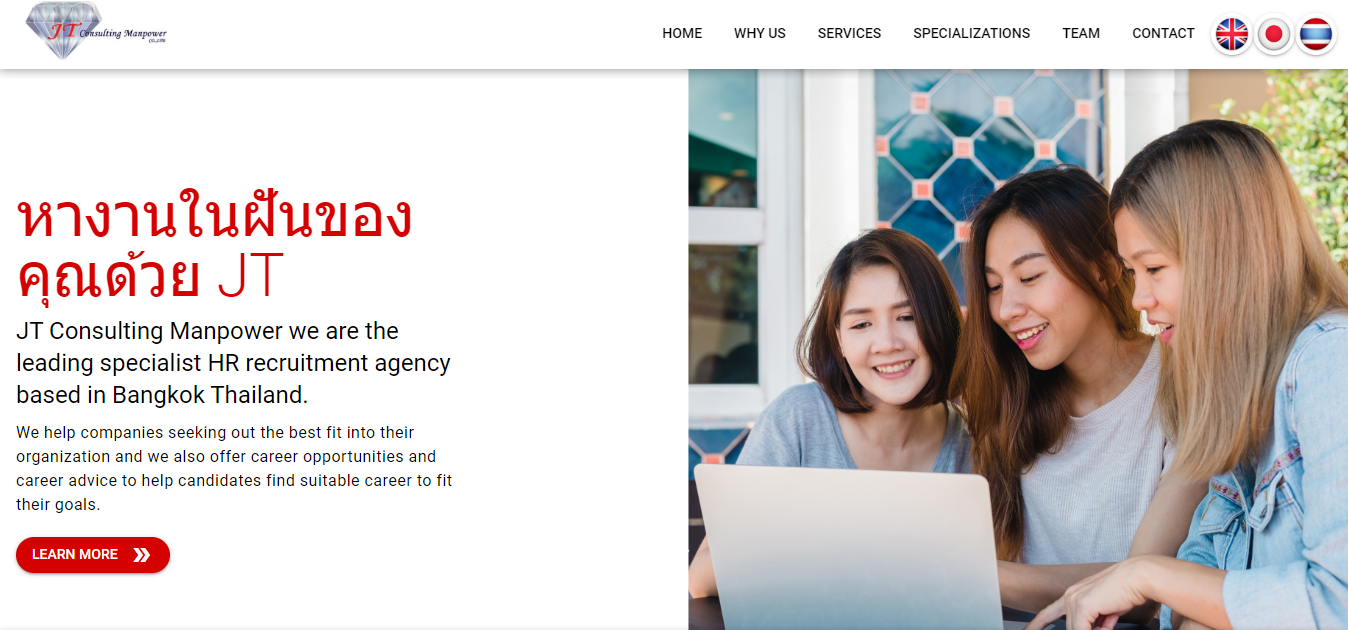 JT Consulting Manpower
CO.,LTD.
HOME
WHY US
SERVICES
SPECIALIZATIONS
TEAM
CONTACT
หางานในฝันของ
คุณด้วย JT
JT Consulting Manpower we are the
leading specialist HR recruitment agency
based in Bangkok Thailand.
We help companies seeking out the best fit into their
organization and we also offer career opportunities and
career advice to help candidates find suitable career to fit
their goals.
LEARN MORE